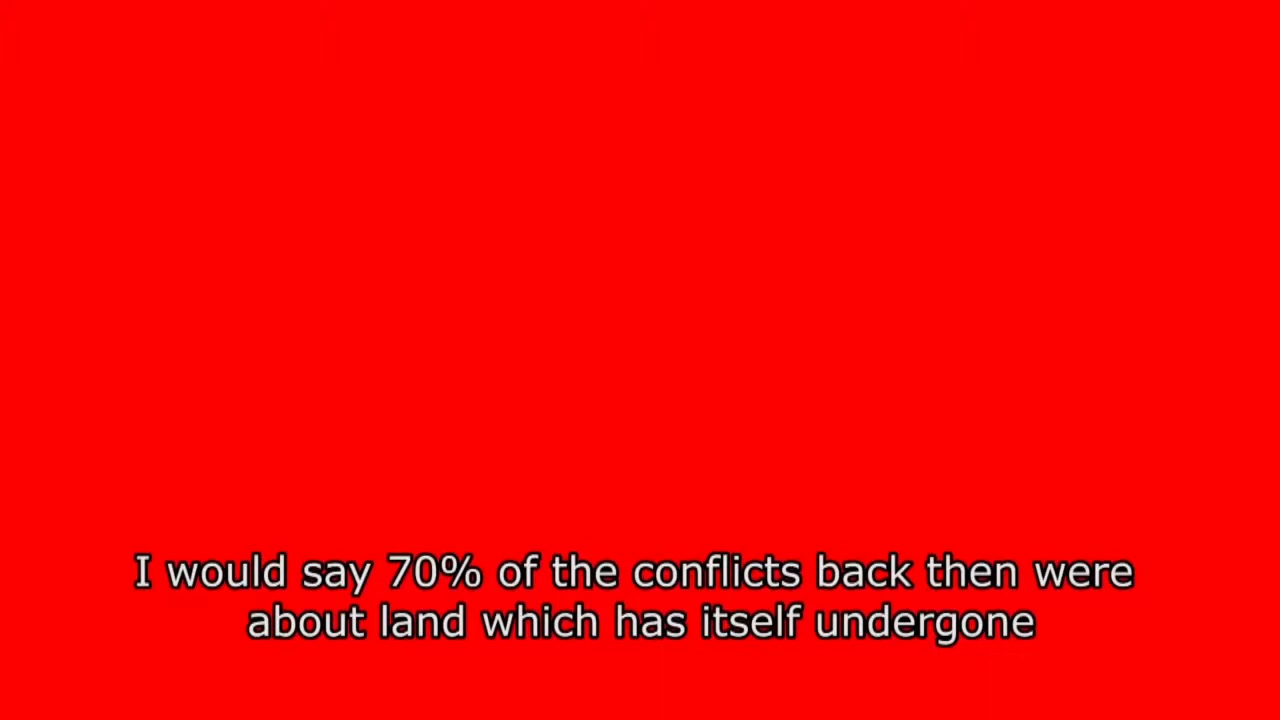 I would say 70% of the conflicts back then were
about land which has itself undergone